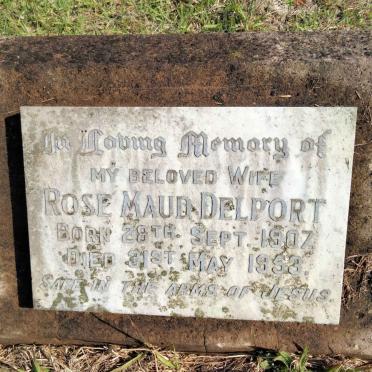 In Loving Memory of
MY BELOVED WIFE
ROSE MAUD DELPORT
BORN 28TH SEPT. 1907
DIED 31ST MAY 1953
SAFE IN THE ARMS OF JESUS